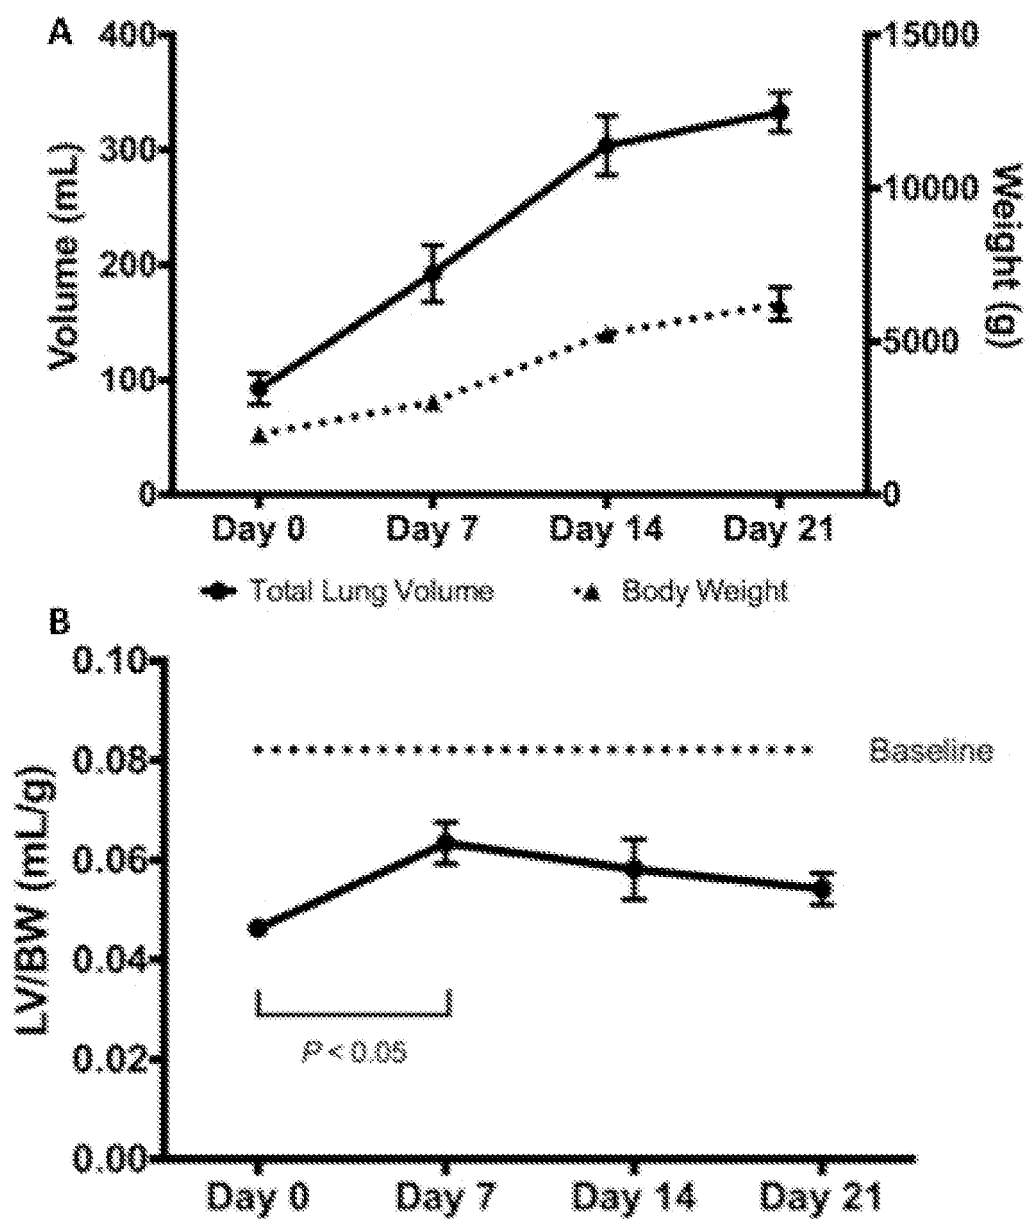 A
400
300
200
100
0
Volume (mL)
15000
10000
5000
0
Weight (g)
Day 0 Day 7 Day 14 Day 21
Total Lung Volume Body Weight
B
0.10
0.08
0.06
0.04
0.02
0.00
LV/BW (mL/g)
Baseline
P < 0.05
Day 0 Day 7 Day 14 Day 21